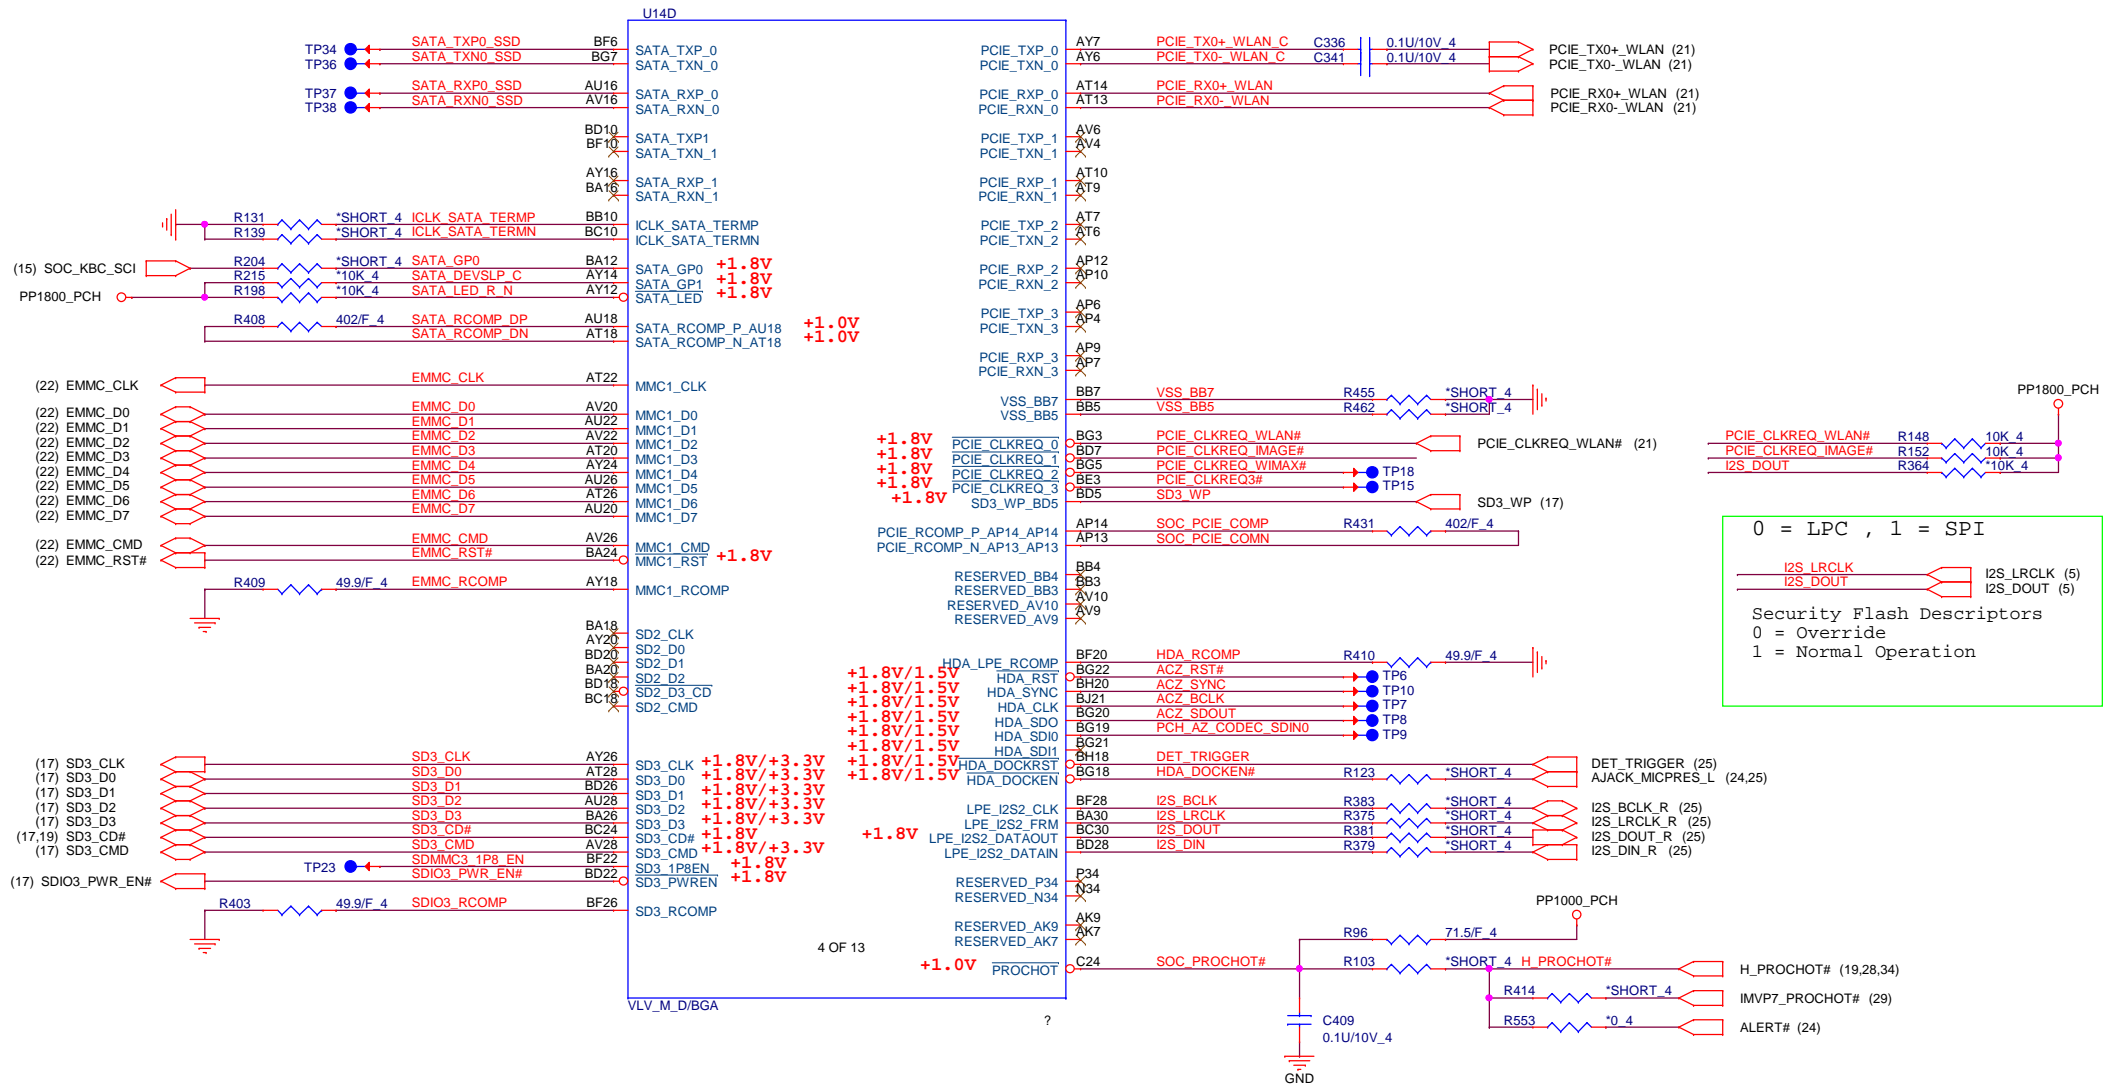 U14D
TP34 SATA_TXP0_SSD BF6 SATA_TXP_0
TP36 SATA_TXN0_SSD BG7 SATA_TXN_0
TP37 SATA_RXP0_SSD AU16 SATA_RXP_0
TP38 SATA_RXN0_SSD AV16 SATA_RXN_0
BD10 SATA_TXP1
BF10 SATA_TXN_1
AY16 SATA_RXP_1
BA16 SATA_RXN_1
R131 *SHORT_4 ICLK_SATA_TERMP BB10 ICLK_SATA_TERMP
R139 *SHORT_4 ICLK_SATA_TERMN BC10 ICLK_SATA_TERMN
(15) SOC_KBC_SCI R204 *SHORT_4 SATA_GP0 BA12 SATA_GP0 +1.8V
R215 *10K_4 SATA_DEVSLP_C AY14 SATA_GP1 +1.8V
PP1800_PCH R198 *10K_4 SATA_LED_R_N AY12 SATA_LED +1.8V
R408 402/F_4 SATA_RCOMP_DP AU18 SATA_RCOMP_P_AU18 +1.0V
SATA_RCOMP_DN AT18 SATA_RCOMP_N_AT18 +1.0V
(22) EMMC_CLK EMMC_CLK AT22 MMC1_CLK
(22) EMMC_D0 EMMC_D0 AV20 MMC1_D0
(22) EMMC_D1 EMMC_D1 AU22 MMC1_D1
(22) EMMC_D2 EMMC_D2 AV22 MMC1_D2
(22) EMMC_D3 EMMC_D3 AT20 MMC1_D3
(22) EMMC_D4 EMMC_D4 AY24 MMC1_D4
(22) EMMC_D5 EMMC_D5 AU26 MMC1_D5
(22) EMMC_D6 EMMC_D6 AT26 MMC1_D6
(22) EMMC_D7 EMMC_D7 AU20 MMC1_D7
(22) EMMC_CMD EMMC_CMD AV26 MMC1_CMD
(22) EMMC_RST# EMMC_RST# BA24 MMC1_RST +1.8V
R409 49.9/F_4 EMMC_RCOMP AY18 MMC1_RCOMP
BA18 SD2_CLK
AY20 SD2_D0
BD20 SD2_D1
BA20 SD2_D2
BD18 SD2_D3_CD
BC18 SD2_CMD
(17) SD3_CLK SD3_CLK AY26 SD3_CLK +1.8V/+3.3V
(17) SD3_D0 SD3_D0 AT28 SD3_D0 +1.8V/+3.3V
(17) SD3_D1 SD3_D1 BD26 SD3_D1 +1.8V/+3.3V
(17) SD3_D2 SD3_D2 AU28 SD3_D2 +1.8V/+3.3V
(17) SD3_D3 SD3_D3 BA26 SD3_D3 +1.8V/+3.3V
(17,19) SD3_CD# SD3_CD# BC24 SD3_CD# +1.8V
(17) SD3_CMD SD3_CMD AV28 SD3_CMD +1.8V/+3.3V
TP23 SDMMC3_1P8_EN BF22 SD3_1P8EN +1.8V
(17) SDIO3_PWR_EN# SDIO3_PWR_EN# BD22 SD3_PWREN +1.8V
R403 49.9/F_4 SDIO3_RCOMP BF26 SD3_RCOMP
PCIE_TXP_0 AY7 PCIE_TX0+_WLAN_C C336 0.1U/10V_4 PCIE_TX0+_WLAN (21)
PCIE_TXN_0 AY6 PCIE_TX0-_WLAN_C C341 0.1U/10V_4 PCIE_TX0-_WLAN (21)
PCIE_RXP_0 AT14 PCIE_RX0+_WLAN PCIE_RX0+_WLAN (21)
PCIE_RXN_0 AT13 PCIE_RX0-_WLAN PCIE_RX0-_WLAN (21)
PCIE_TXP_1 AV6
PCIE_TXN_1 AV4
PCIE_RXP_1 AT10
PCIE_RXN_1 AT9
PCIE_TXP_2 AT7
PCIE_TXN_2 AT6
PCIE_RXP_2 AP12
PCIE_RXN_2 AP10
PCIE_TXP_3 AP6
PCIE_TXN_3 AP4
PCIE_RXP_3 AP9
PCIE_RXN_3 AP7
VSS_BB7 BB7 VSS_BB7 R455 *SHORT_4
VSS_BB5 BB5 VSS_BB5 R462 *SHORT_4
+1.8V PCIE_CLKREQ_0 BG3 PCIE_CLKREQ_WLAN# PCIE_CLKREQ_WLAN# (21)
+1.8V PCIE_CLKREQ_1 BD7 PCIE_CLKREQ_IMAGE#
+1.8V PCIE_CLKREQ_2 BG5 PCIE_CLKREQ_WIMAX# TP18
+1.8V PCIE_CLKREQ_3 BE3 PCIE_CLKREQ3# TP15
+1.8V SD3_WP_BD5 BD5 SD3_WP SD3_WP (17)
PCIE_RCOMP_P_AP14_AP14 AP14 SOC_PCIE_COMP R431 402/F_4
PCIE_RCOMP_N_AP13_AP13 AP13 SOC_PCIE_COMN
RESERVED_BB4 BB4
RESERVED_BB3 BB3
RESERVED_AV10 AV10
RESERVED_AV9 AV9
HDA_LPE_RCOMP BF20 HDA_RCOMP R410 49.9/F_4
+1.8V/1.5V HDA_RST BG22 ACZ_RST# TP6
+1.8V/1.5V HDA_SYNC BH20 ACZ_SYNC TP10
+1.8V/1.5V HDA_CLK BJ21 ACZ_BCLK TP7
+1.8V/1.5V HDA_SDO BG20 ACZ_SDOUT TP8
+1.8V/1.5V HDA_SDI0 BG19 PCH_AZ_CODEC_SDIN0 TP9
+1.8V/1.5V HDA_SDI1 BG21
+1.8V/1.5V HDA_DOCKRST BH18 DET_TRIGGER DET_TRIGGER (25)
+1.8V/1.5V HDA_DOCKEN BG18 HDA_DOCKEN# R123 *SHORT_4 AJACK_MICPRES_L (24,25)
LPE_I2S2_CLK BF28 I2S_BCLK R383 *SHORT_4 I2S_BCLK_R (25)
LPE_I2S2_FRM BA30 I2S_LRCLK R375 *SHORT_4 I2S_LRCLK_R (25)
+1.8V LPE_I2S2_DATAOUT BC30 I2S_DOUT R381 *SHORT_4 I2S_DOUT_R (25)
LPE_I2S2_DATAIN BD28 I2S_DIN R379 *SHORT_4 I2S_DIN_R (25)
RESERVED_P34 P34
RESERVED_N34 N34
RESERVED_AK9 AK9
RESERVED_AK7 AK7
4 OF 13
PP1000_PCH
R96 71.5/F_4
+1.0V PROCHOT C24 SOC_PROCHOT# R103 *SHORT_4 H_PROCHOT# H_PROCHOT# (19,28,34)
R414 *SHORT_4 IMVP7_PROCHOT# (29)
R553 *0_4 ALERT# (24)
VLV_M_D/BGA
?
C409
0.1U/10V_4
GND
PP1800_PCH
PCIE_CLKREQ_WLAN# R148 10K_4
PCIE_CLKREQ_IMAGE# R152 10K_4
I2S_DOUT R364 *10K_4
0 = LPC , 1 = SPI
I2S_LRCLK I2S_LRCLK (5)
I2S_DOUT I2S_DOUT (5)
Security Flash Descriptors
0 = Override
1 = Normal Operation